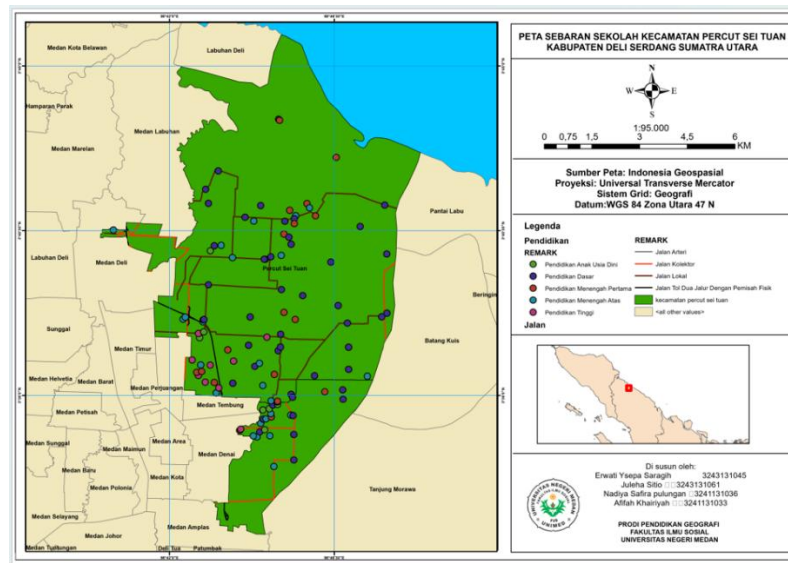 PETA SEBARAN SEKOLAH KECAMATAN PERCUT SEI TUAN
KABUPATEN DELI SERDANG SUMATRA UTARA
N
W E
S
1:95.000
0 0,75 1,5 3 4,5 6
KM
Sumber Peta: Indonesia Geospasial
Proyeksi: Universal Transverse Mercator
Sistem Grid: Geografi
Datum:WGS 84 Zona Utara 47 N
Legenda
Pendidikan
REMARK
Pendidikan Anak Usia Dini
Pendidikan Dasar
Pendidikan Menengah Pertama
Pendidikan Menengah Atas
Pendidikan Tinggi
Jalan
REMARK
Jalan Arteri
Jalan Kolektor
Jalan Lokal
Jalan Tol Dua Jalur Dengan Pemisah Fisik
kecamatan percut sei tuan
<all other values>
Di susun oleh:
Erwati Ysepa Saragih 3243131045
Juleha Sitio 3243131061
Nadiya Safira pulungan 3241131036
Afifah Khairiyah 3241131033
PRODI PENDIDIKAN GEOGRAFI
FAKULTAS ILMU SOSIAL
UNIVERSITAS NEGERI MEDAN
UNIMED
Medan Kota Belawan
Labuhan Deli
Hamparan Perak
Medan Labuhan
Medan Marelan
Pantai Labu
Labuhan Deli
Medan Deli
Percut Sei Tuan
Beringin
Sunggal
Batang Kuis
Medan Timur
Medan Helvetia
Medan Barat
Medan Perjuangan
Medan Petisah
Medan Tembung
Medan Sunggal
Medan Maimun
Medan Area
Medan Denai
Medan Baru
Medan Kota
Medan Polonia
Tanjung Morawa
Medan Selayang
Medan Amplas
Medan Johor
Medan Tuntungan
Deli Tua
Patumbak